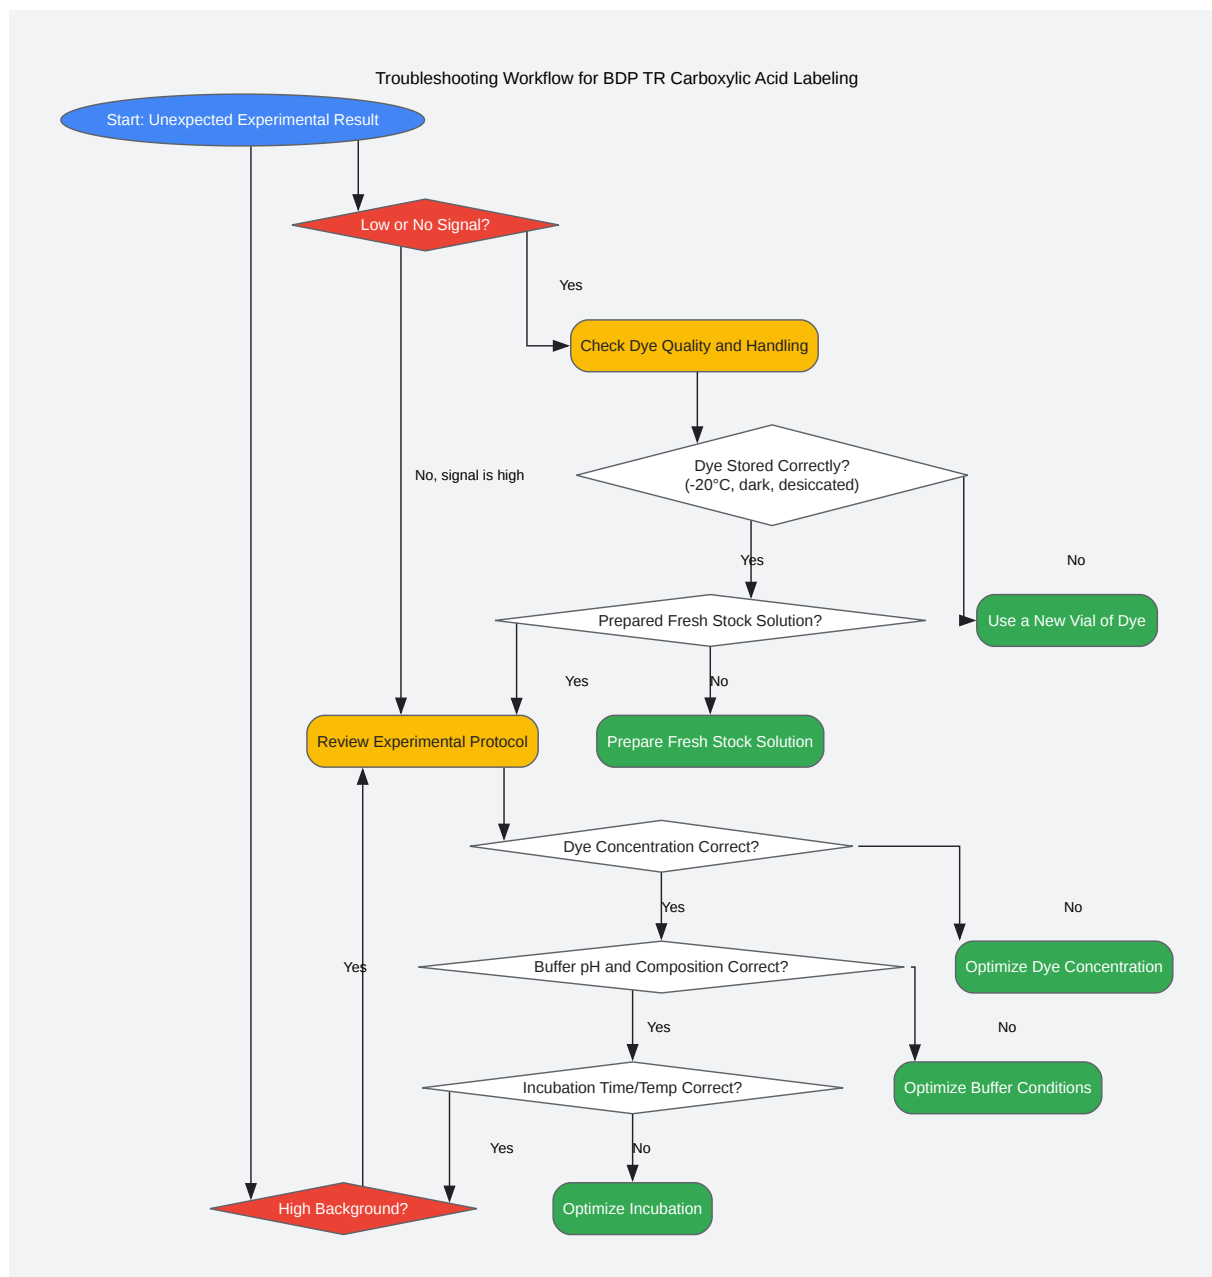 Troubleshooting Workflow for BDP TR Carboxylic Acid Labeling
Start: Unexpected Experimental Result
Low or No Signal?
Yes
Check Dye Quality and Handling
No, signal is high
Dye Stored Correctly?
(-20°C, dark, desiccated)
Yes
No
Prepared Fresh Stock Solution?
Use a New Vial of Dye
Yes
No
Review Experimental Protocol
Prepare Fresh Stock Solution
Dye Concentration Correct?
Yes
No
Yes
Buffer pH and Composition Correct?
Optimize Dye Concentration
Yes
No
Incubation Time/Temp Correct?
Optimize Buffer Conditions
Yes
No
High Background?
Optimize Incubation